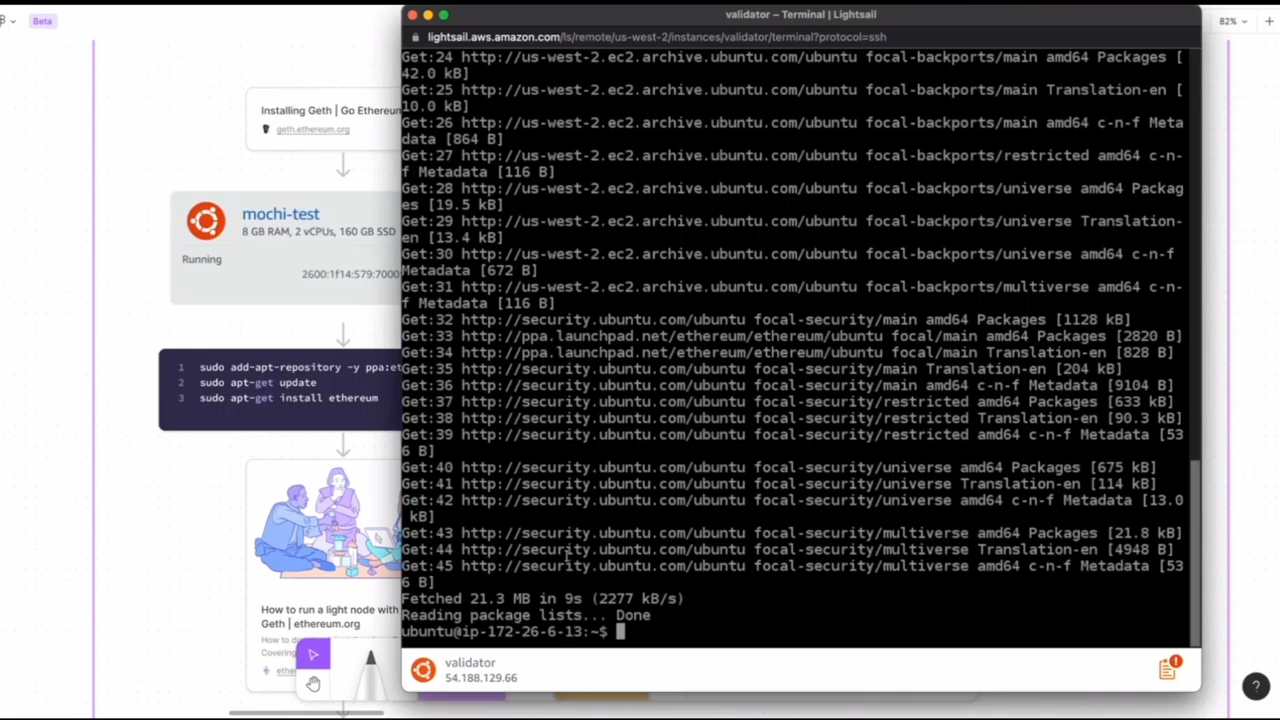 Beta
82%
Installing Geth | Go Ethereum
geth.ethereum.org
mochi-test
8 GB RAM, 2 vCPUs, 160 GB SSD
Running
2600:1f14:579:7000
1 sudo add-apt-repository -y ppa:et
2 sudo apt-get update
3 sudo apt-get install ethereum
How to run a light node with
Geth | ethereum.org
How to
Covering
ethe
validator – Terminal | Lightsail
lightsail.aws.amazon.com/ls/remote/us-west-2/instances/validator/terminal?protocol=ssh
Get:24 http://us-west-2.ec2.archive.ubuntu.com/ubuntu focal-backports/main amd64 Packages [
42.0 kB]
Get:25 http://us-west-2.ec2.archive.ubuntu.com/ubuntu focal-backports/main Translation-en [
10.0 kB]
Get:26 http://us-west-2.ec2.archive.ubuntu.com/ubuntu focal-backports/main amd64 c-n-f Meta
data [864 B]
Get:27 http://us-west-2.ec2.archive.ubuntu.com/ubuntu focal-backports/restricted amd64 c-n-
f Metadata [116 B]
Get:28 http://us-west-2.ec2.archive.ubuntu.com/ubuntu focal-backports/universe amd64 Packag
es [19.5 kB]
Get:29 http://us-west-2.ec2.archive.ubuntu.com/ubuntu focal-backports/universe Translation-
en [13.4 kB]
Get:30 http://us-west-2.ec2.archive.ubuntu.com/ubuntu focal-backports/universe amd64 c-n-f
Metadata [672 B]
Get:31 http://us-west-2.ec2.archive.ubuntu.com/ubuntu focal-backports/multiverse amd64 c-n-
f Metadata [116 B]
Get:32 http://security.ubuntu.com/ubuntu focal-security/main amd64 Packages [1128 kB]
Get:33 http://ppa.launchpad.net/ethereum/ethereum/ubuntu focal/main amd64 Packages [2820 B]
Get:34 http://ppa.launchpad.net/ethereum/ethereum/ubuntu focal/main Translation-en [828 B]
Get:35 http://security.ubuntu.com/ubuntu focal-security/main Translation-en [204 kB]
Get:36 http://security.ubuntu.com/ubuntu focal-security/main amd64 c-n-f Metadata [9104 B]
Get:37 http://security.ubuntu.com/ubuntu focal-security/restricted amd64 Packages [633 kB]
Get:38 http://security.ubuntu.com/ubuntu focal-security/restricted Translation-en [90.3 kB]
Get:39 http://security.ubuntu.com/ubuntu focal-security/restricted amd64 c-n-f Metadata [53
6 B]
Get:40 http://security.ubuntu.com/ubuntu focal-security/universe amd64 Packages [675 kB]
Get:41 http://security.ubuntu.com/ubuntu focal-security/universe Translation-en [114 kB]
Get:42 http://security.ubuntu.com/ubuntu focal-security/universe amd64 c-n-f Metadata [13.0
kB]
Get:43 http://security.ubuntu.com/ubuntu focal-security/multiverse amd64 Packages [21.8 kB]
Get:44 http://security.ubuntu.com/ubuntu focal-security/multiverse Translation-en [4948 B]
Get:45 http://security.ubuntu.com/ubuntu focal-security/multiverse amd64 c-n-f Metadata [53
6 B]
Fetched 21.3 MB in 9s (2277 kB/s)
Reading package lists... Done
ubuntu@ip-172-26-6-13:~$
validator
54.188.129.66
?